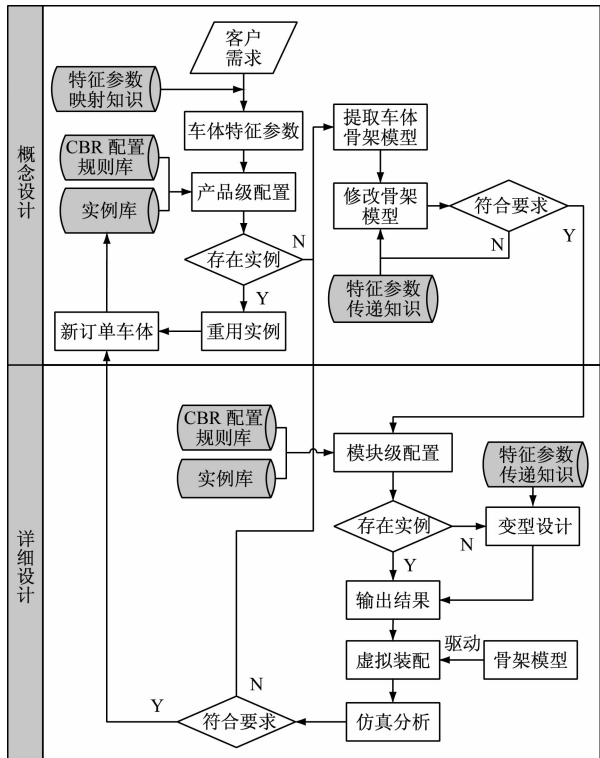 概念设计
客户
需求
特征参数
映射知识
车体特征参数
CBR 配置
规则库
实例库
产品级配置
存在实例
N
Y
重用实例
新订单车体
提取车体
骨架模型
修改骨架
模型
符合要求
N
Y
特征参数
传递知识
详细设计
CBR 配置
规则库
实例库
模块级配置
特征参数
传递知识
存在实例
N
变型设计
Y
输出结果
虚拟装配
驱动
骨架模型
仿真分析
符合要求
N
Y